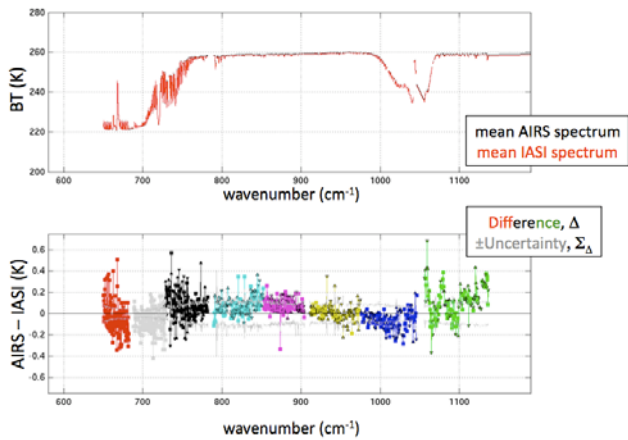 260
260
240
220
200
BT (K)
600 700 800 900 1000 1100
wavenumber (cm-1)
mean AIRS spectrum
mean IASI spectrum
Difference, Δ
±Uncertainty, ΣΔ
0.6
0.4
0.2
0
-0.2
-0.4
-0.6
AIRS – IASI (K)
600 700 800 900 1000 1100
wavenumber (cm-1)